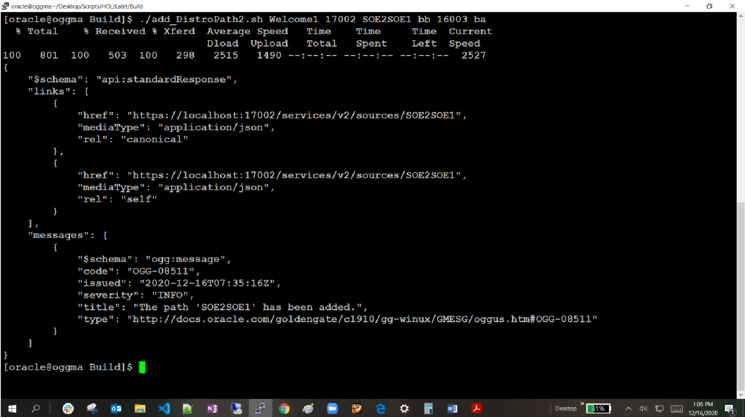 oracle@oggma:~/Desktop/Scripts/HOL/Lab8/Build
[oracle@oggma Build]$ ./add_DistroPath2.sh Welcome1 17002 SOE2SOE1 bb 16003 ba
  % Total    % Received % Xferd  Average Speed   Time    Time     Time  Current
                                 Dload  Upload   Total   Spent    Left  Speed
100   801  100   503  100   298   2515   1490 --:--:-- --:--:-- --:--:--  2527
{
    "$schema": "api:standardResponse",
    "links": [
        {
            "href": "https://localhost:17002/services/v2/sources/SOE2SOE1",
            "mediaType": "application/json",
            "rel": "canonical"
        },
        {
            "href": "https://localhost:17002/services/v2/sources/SOE2SOE1",
            "mediaType": "application/json",
            "rel": "self"
        }
    ],
    "messages": [
        {
            "$schema": "ogg:message",
            "code": "OGG-08511",
            "issued": "2020-12-16T07:35:16Z",
            "severity": "INFO",
            "title": "The path 'SOE2SOE1' has been added.",
            "type": "http://docs.oracle.com/goldengate/c1910/gg-winux/GMESG/oggus.htm#OGG-08511"
        }
    ]
}
[oracle@oggma Build]$
Desktop
31%
1:05 PM
12/16/2020